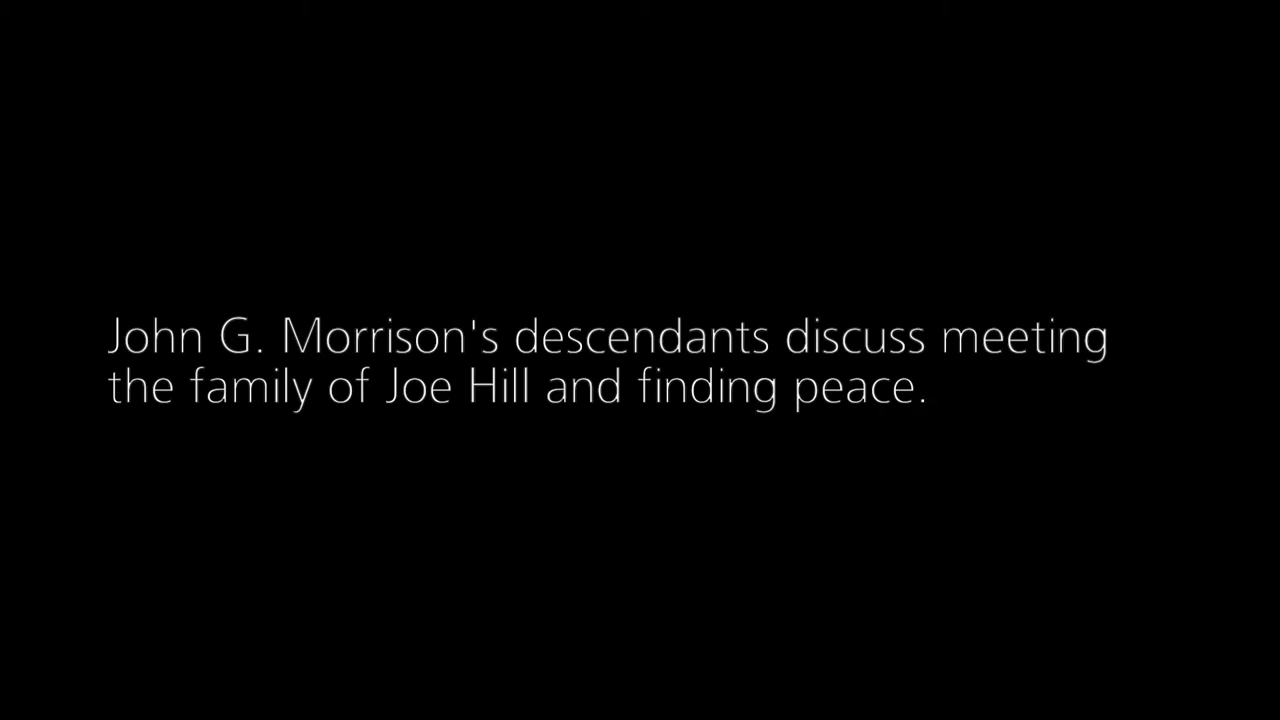 John G. Morrison's descendants discuss meeting
the family of Joe Hill and finding peace.